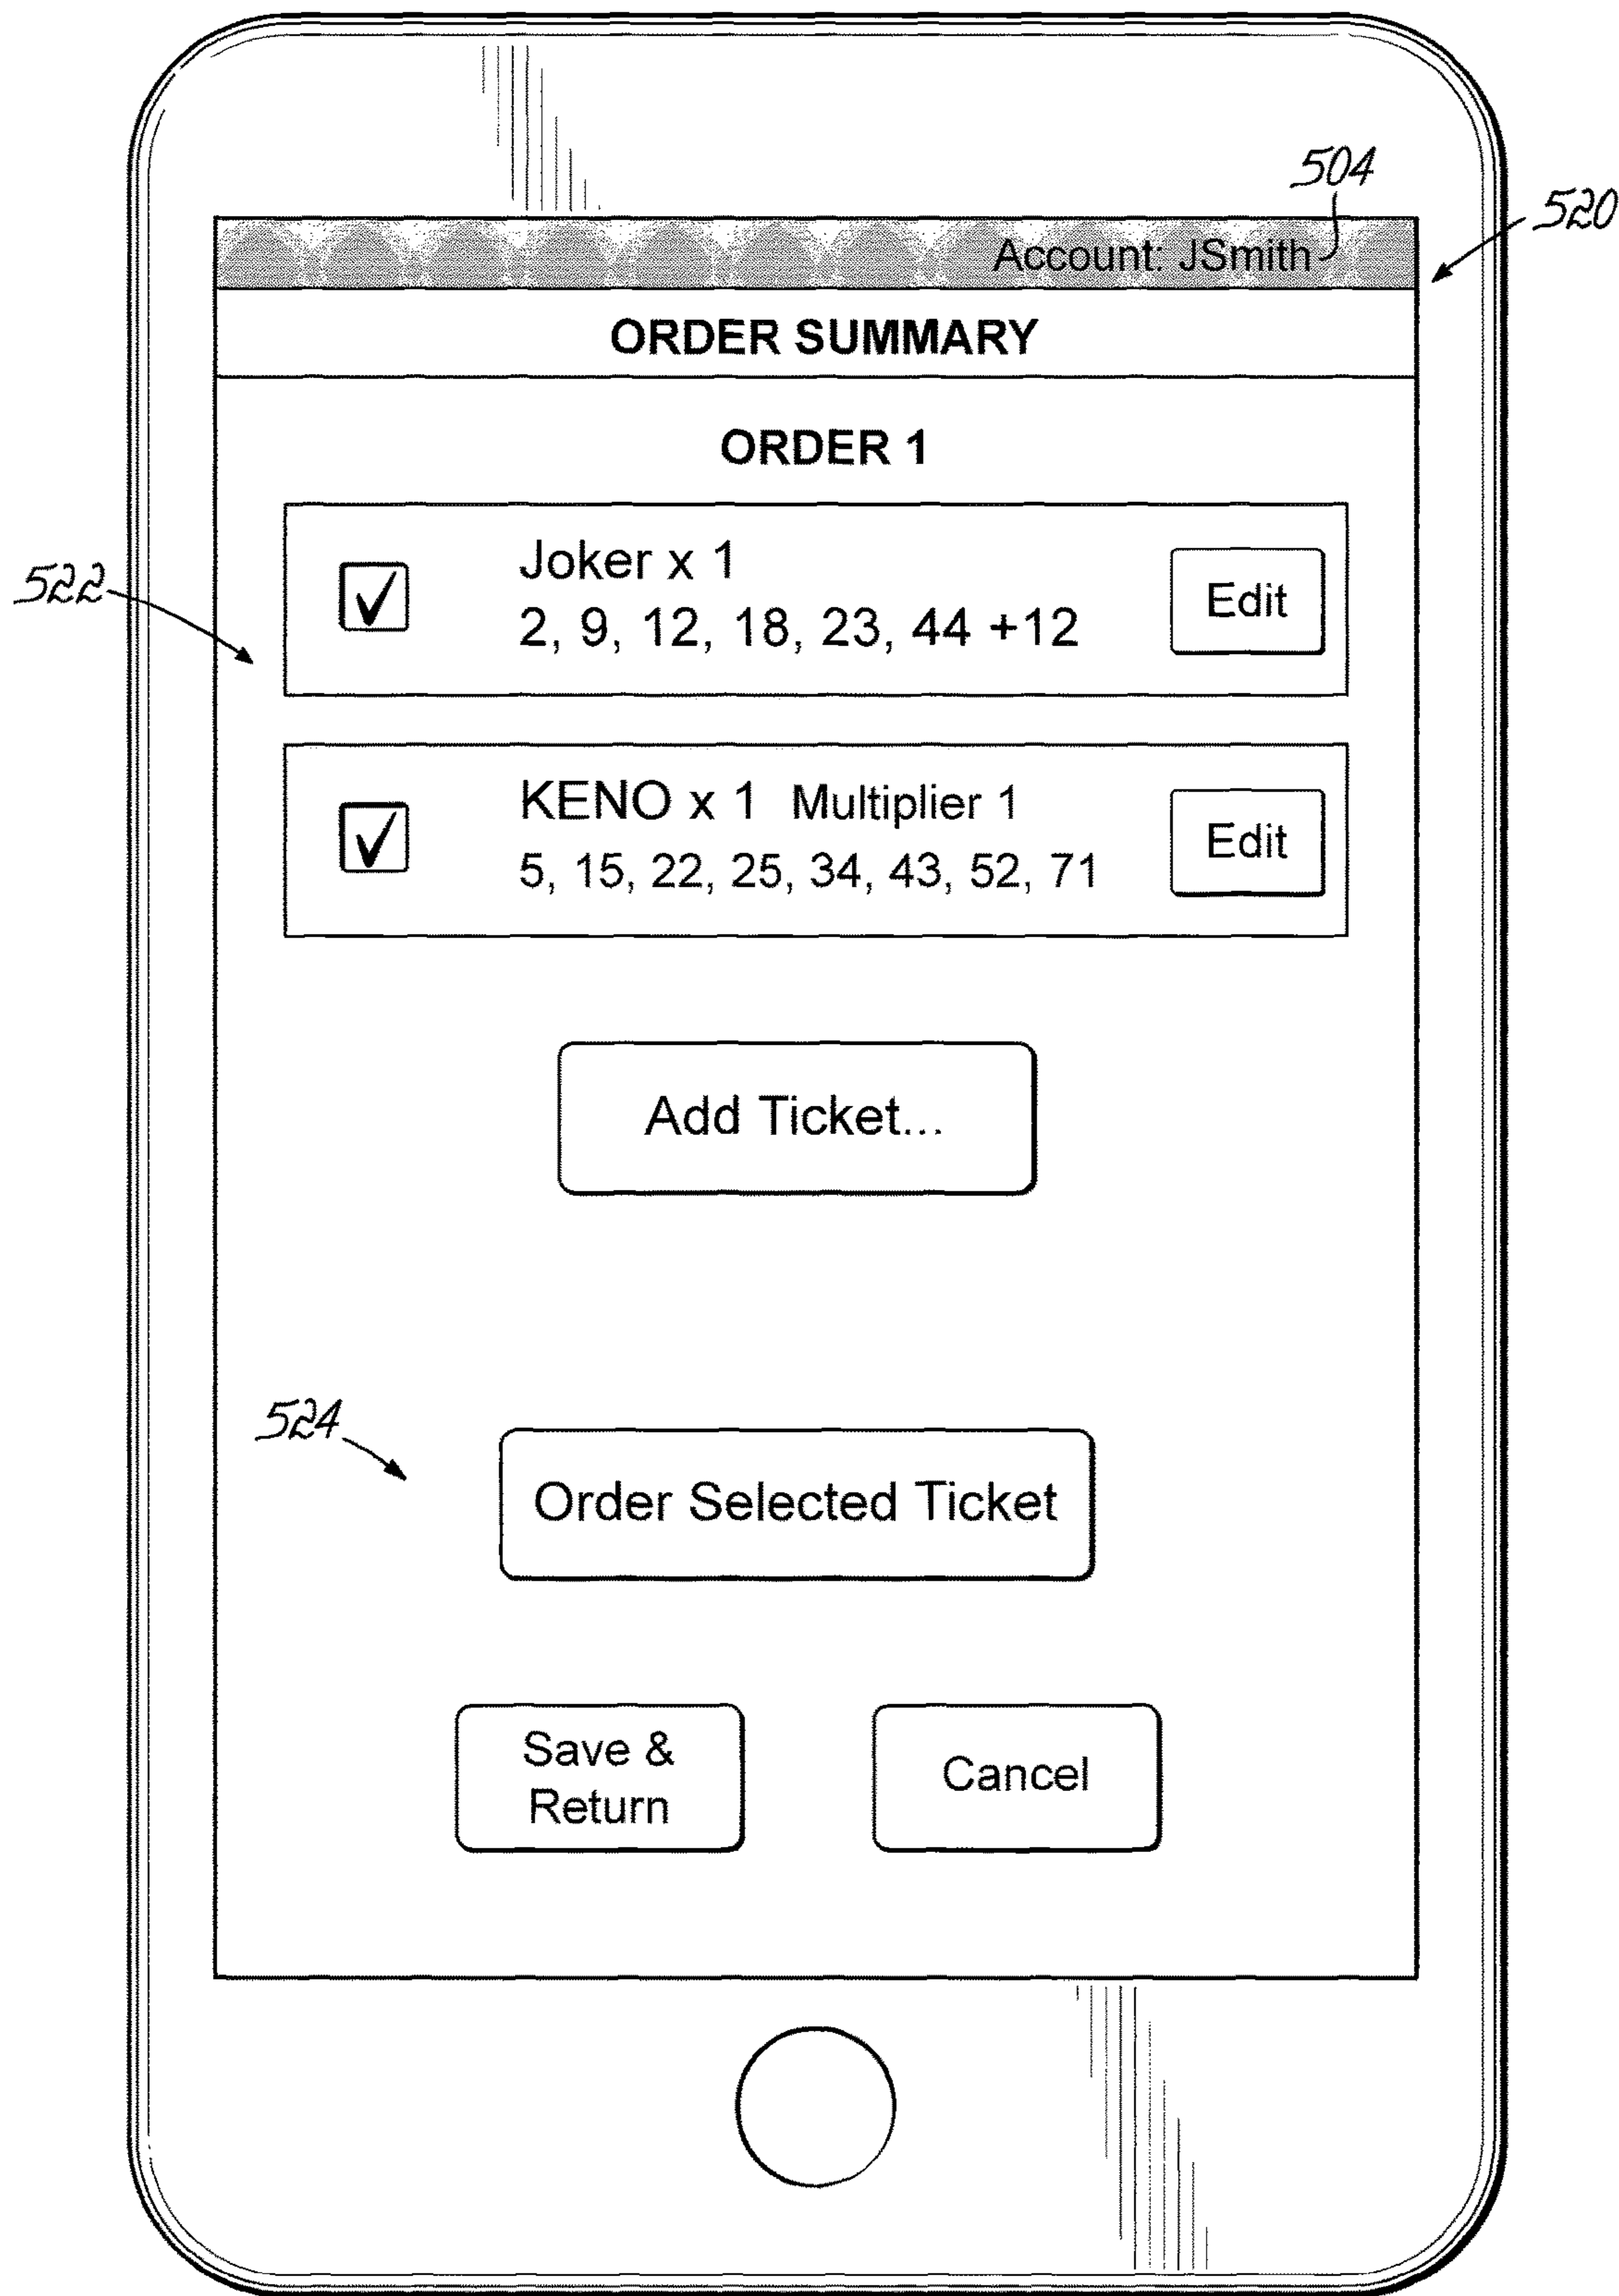 504
520
Account: JSmith
ORDER SUMMARY
ORDER 1
522
Joker x 1
2, 9, 12, 18, 23, 44 +12
Edit
KENO x 1 Multiplier 1
5, 15, 22, 25, 34, 43, 52, 71
Edit
Add Ticket...
524
Order Selected Ticket
Save &
Return
Cancel